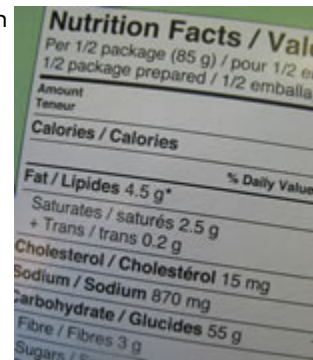 n
Nutrition Facts / Val
Per 1/2 package (85 g) / pour 1/2
1/2 package prepared / 1/2
Amount
Teneur
Calories / Calories
% Daily Value
Fat / Lipides 4.5 g*
Saturates / saturés 2.5 g
+ Trans / trans 0.2 g
Cholesterol / Cholestérol 15 mg
Sodium / Sodium 870 mg
Carbohydrate / Glucides 55 g
Fibre / Fibres 3 g
Sugars /